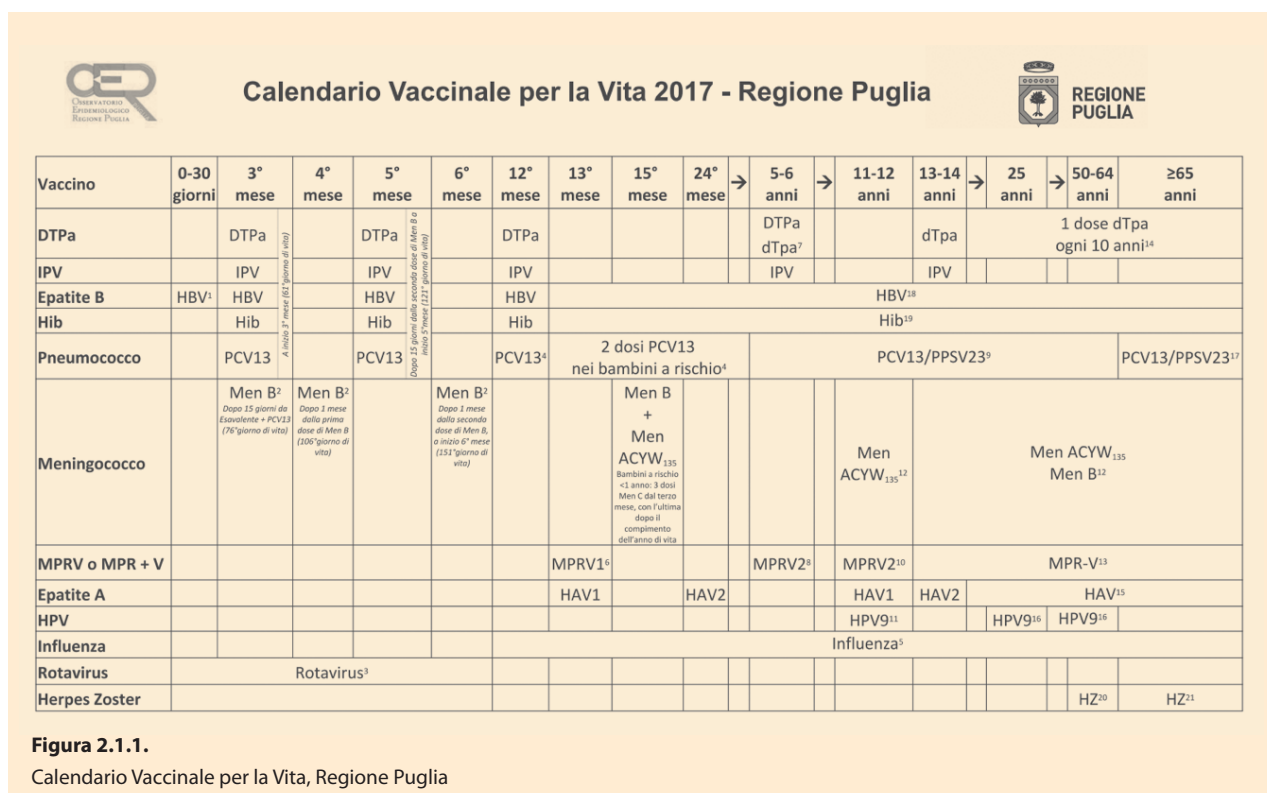 OER
Osservatorio
Epidemiologico
Regione Puglia
Calendario Vaccinale per la Vita 2017 - Regione Puglia
REGIONE
PUGLIA
Vaccino 0-30 giorni 3° mese 4° mese 5° mese 6° mese 12° mese 13° mese 15° mese 24° mese → 5-6 anni → 11-12 anni 13-14 anni → 25 anni → 50-64 anni ≥65 anni
DTPa DTPa DTPa DTPa DTPa dTpa⁷ dTpa 1 dose dTpa ogni 10 anni¹⁴
A inizio 3° mese (61°giorno di vita)
Dopo 15 giorni dalla seconda dose di Men B a inizio 5°mese (121° giorno di vita)
IPV IPV IPV IPV IPV IPV
Epatite B HBV¹ HBV HBV HBV HBV¹⁸
Hib Hib Hib Hib Hib¹⁹
Pneumococco PCV13 PCV13 PCV13⁴ 2 dosi PCV13 nei bambini a rischio⁴ PCV13/PPSV23⁹ PCV13/PPSV23¹⁷
Meningococco
Men B²
Dopo 15 giorni da
Esavalente + PCV13
(76°giorno di vita)
Men B²
Dopo 1 mese
dalla prima
dose di Men B
(106°giorno di
vita)
Men B²
Dopo 1 mese
dalla seconda
dose di Men B,
a inizio 6° mese
(151°giorno di
vita)
Men B
+
Men
ACYW₁₃₅
Bambini a rischio
<1 anno: 3 dosi
Men C dal terzo
mese, con l'ultima
dopo il
compimento
dell'anno di vita
Men
ACYW₁₃₅¹²
Men ACYW₁₃₅
Men B¹²
MPRV o MPR + V MPRV1⁶ MPRV2⁸ MPRV2¹⁰ MPR-V¹³
Epatite A HAV1 HAV2 HAV1 HAV2 HAV¹⁵
HPV HPV9¹¹ HPV9¹⁶ HPV9¹⁶
Influenza Influenza⁵
Rotavirus Rotavirus³
Herpes Zoster HZ²⁰ HZ²¹
Figura 2.1.1.
Calendario Vaccinale per la Vita, Regione Puglia